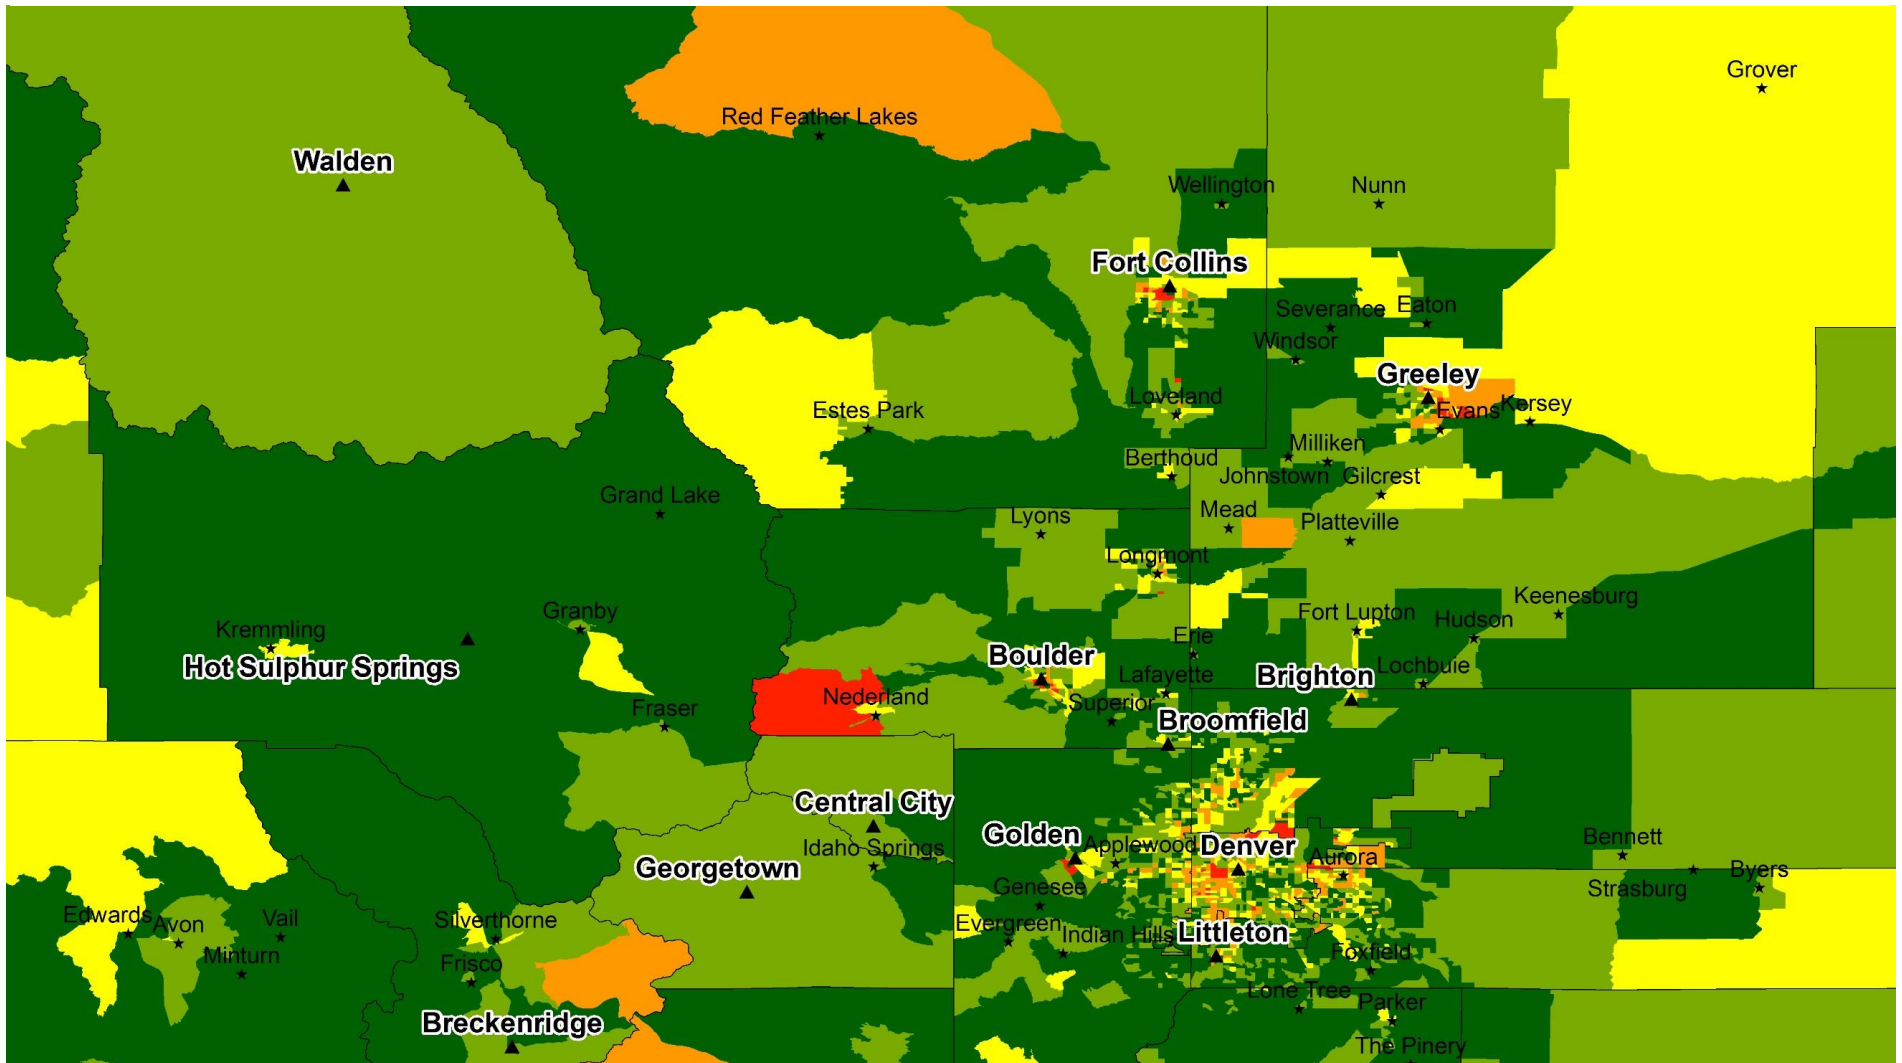 Grover
Red Feather Lakes
Walden
Wellington
Nunn
Fort Collins
Severance
Eaton
Windsor
Greeley
Loveland
Estes Park
Evans
Kersey
Milliken
Berthoud
Johnstown
Gilcrest
Grand Lake
Mead
Lyons
Platteville
Longmont
Keenesburg
Granby
Fort Lupton
Hudson
Kremmling
Erie
Hot Sulphur Springs
Boulder
Lochbuie
Lafayette
Brighton
Nederland
Fraser
Superior
Broomfield
Central City
Golden
Bennett
Applewood
Denver
Idaho Springs
Aurora
Georgetown
Byers
Genesee
Strasburg
Edwards
Avon
Vail
Silverthorne
Evergreen
Indian Hills
Littleton
Minturn
Frisco
Foxfield
Lone Tree
Parker
Breckenridge
The Pinery